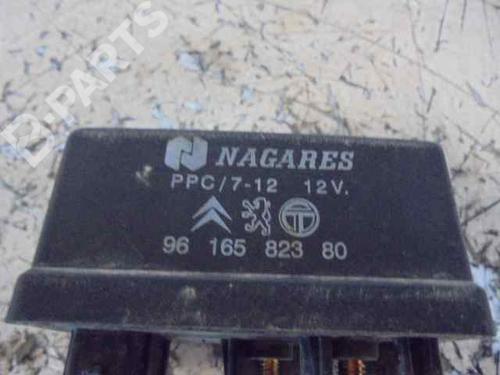 B-PARTS
NAGARES
PPC/7-12 12V.
96 165 823 80